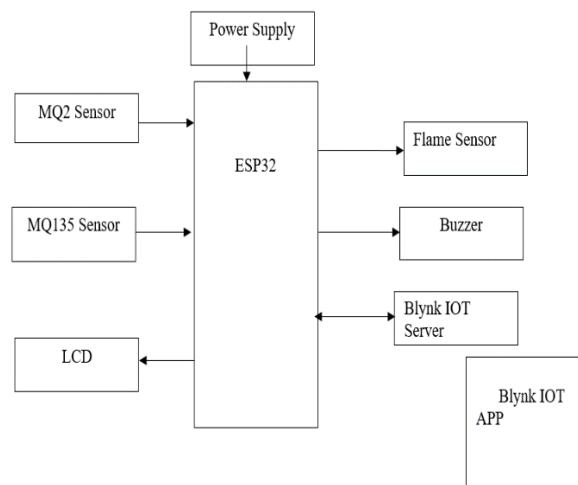 Power Supply
MQ2 Sensor
ESP32
Flame Sensor
MQ135 Sensor
Buzzer
Blynk IOT
Server
LCD
Blynk IOT
APP